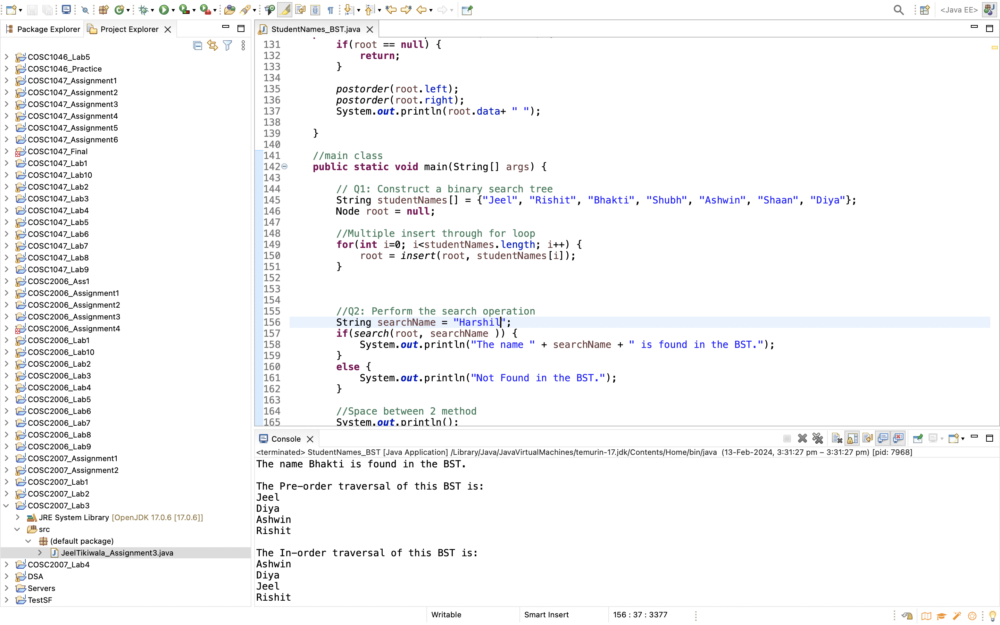 <Java EE>
Package Explorer
Project Explorer
COSC1046_Lab5
COSC1046_Practice
COSC1047_Assignment1
COSC1047_Assignment2
COSC1047_Assignment3
COSC1047_Assignment4
COSC1047_Assignment5
COSC1047_Assignment6
COSC1047_Final
COSC1047_Lab1
COSC1047_Lab10
COSC1047_Lab2
COSC1047_Lab3
COSC1047_Lab4
COSC1047_Lab5
COSC1047_Lab6
COSC1047_Lab7
COSC1047_Lab8
COSC1047_Lab9
COSC2006_Ass1
COSC2006_Assignment1
COSC2006_Assignment2
COSC2006_Assignment3
COSC2006_Assignment4
COSC2006_Lab1
COSC2006_Lab10
COSC2006_Lab2
COSC2006_Lab3
COSC2006_Lab4
COSC2006_Lab5
COSC2006_Lab6
COSC2006_Lab7
COSC2006_Lab8
COSC2006_Lab9
COSC2007_Assignment1
COSC2007_Assignment2
COSC2007_Lab1
COSC2007_Lab2
COSC2007_Lab3
JRE System Library [OpenJDK 17.0.6 [17.0.6]]
src
(default package)
JeelTikiwala_Assignment3.java
COSC2007_Lab4
DSA
Servers
TestSF
StudentNames_BST.java
131 if(root == null) {
132 return;
133 }
134
135 postorder(root.left);
136 postorder(root.right);
137 System.out.println(root.data+ " ");
138
139 }
140
141 //main class
142 public static void main(String[] args) {
143
144 // Q1: Construct a binary search tree
145 String studentNames[] = {"Jeel", "Rishit", "Bhakti", "Shubh", "Ashwin", "Shaan", "Diya"};
146 Node root = null;
147
148 //Multiple insert through for loop
149 for(int i=0; i<studentNames.length; i++) {
150 root = insert(root, studentNames[i]);
151 }
152
153
154
155 //Q2: Perform the search operation
156 String searchName = "Harshil";
157 if(search(root, searchName )) {
158 System.out.println("The name " + searchName + " is found in the BST.");
159 }
160 else {
161 System.out.println("Not Found in the BST.");
162 }
163
164 //Space between 2 method
165 System.out.println();
Console
<terminated> StudentNames_BST [Java Application] /Library/Java/JavaVirtualMachines/temurin-17.jdk/Contents/Home/bin/java (13-Feb-2024, 3:31:27 pm – 3:31:27 pm) [pid: 7968]
The name Bhakti is found in the BST.
The Pre-order traversal of this BST is:
Jeel
Diya
Ashwin
Rishit
The In-order traversal of this BST is:
Ashwin
Diya
Jeel
Rishit
Writable
Smart Insert
156 : 37 : 3377